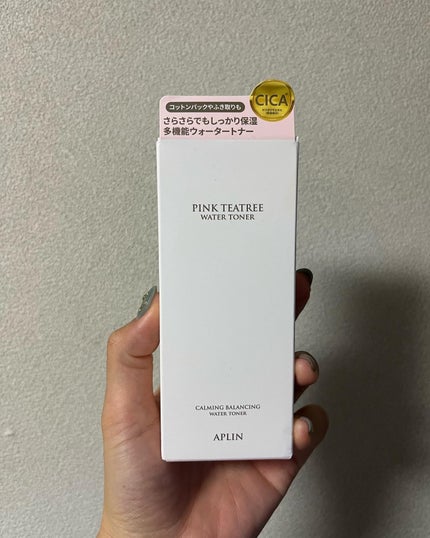 コットンパックやふき取りも
CICA
さらさらでもしっかり保湿
多機能ウォータートナー
PINK TEATREE
WATER TONER
CALMING BALANCING
WATER TONER
APLIN